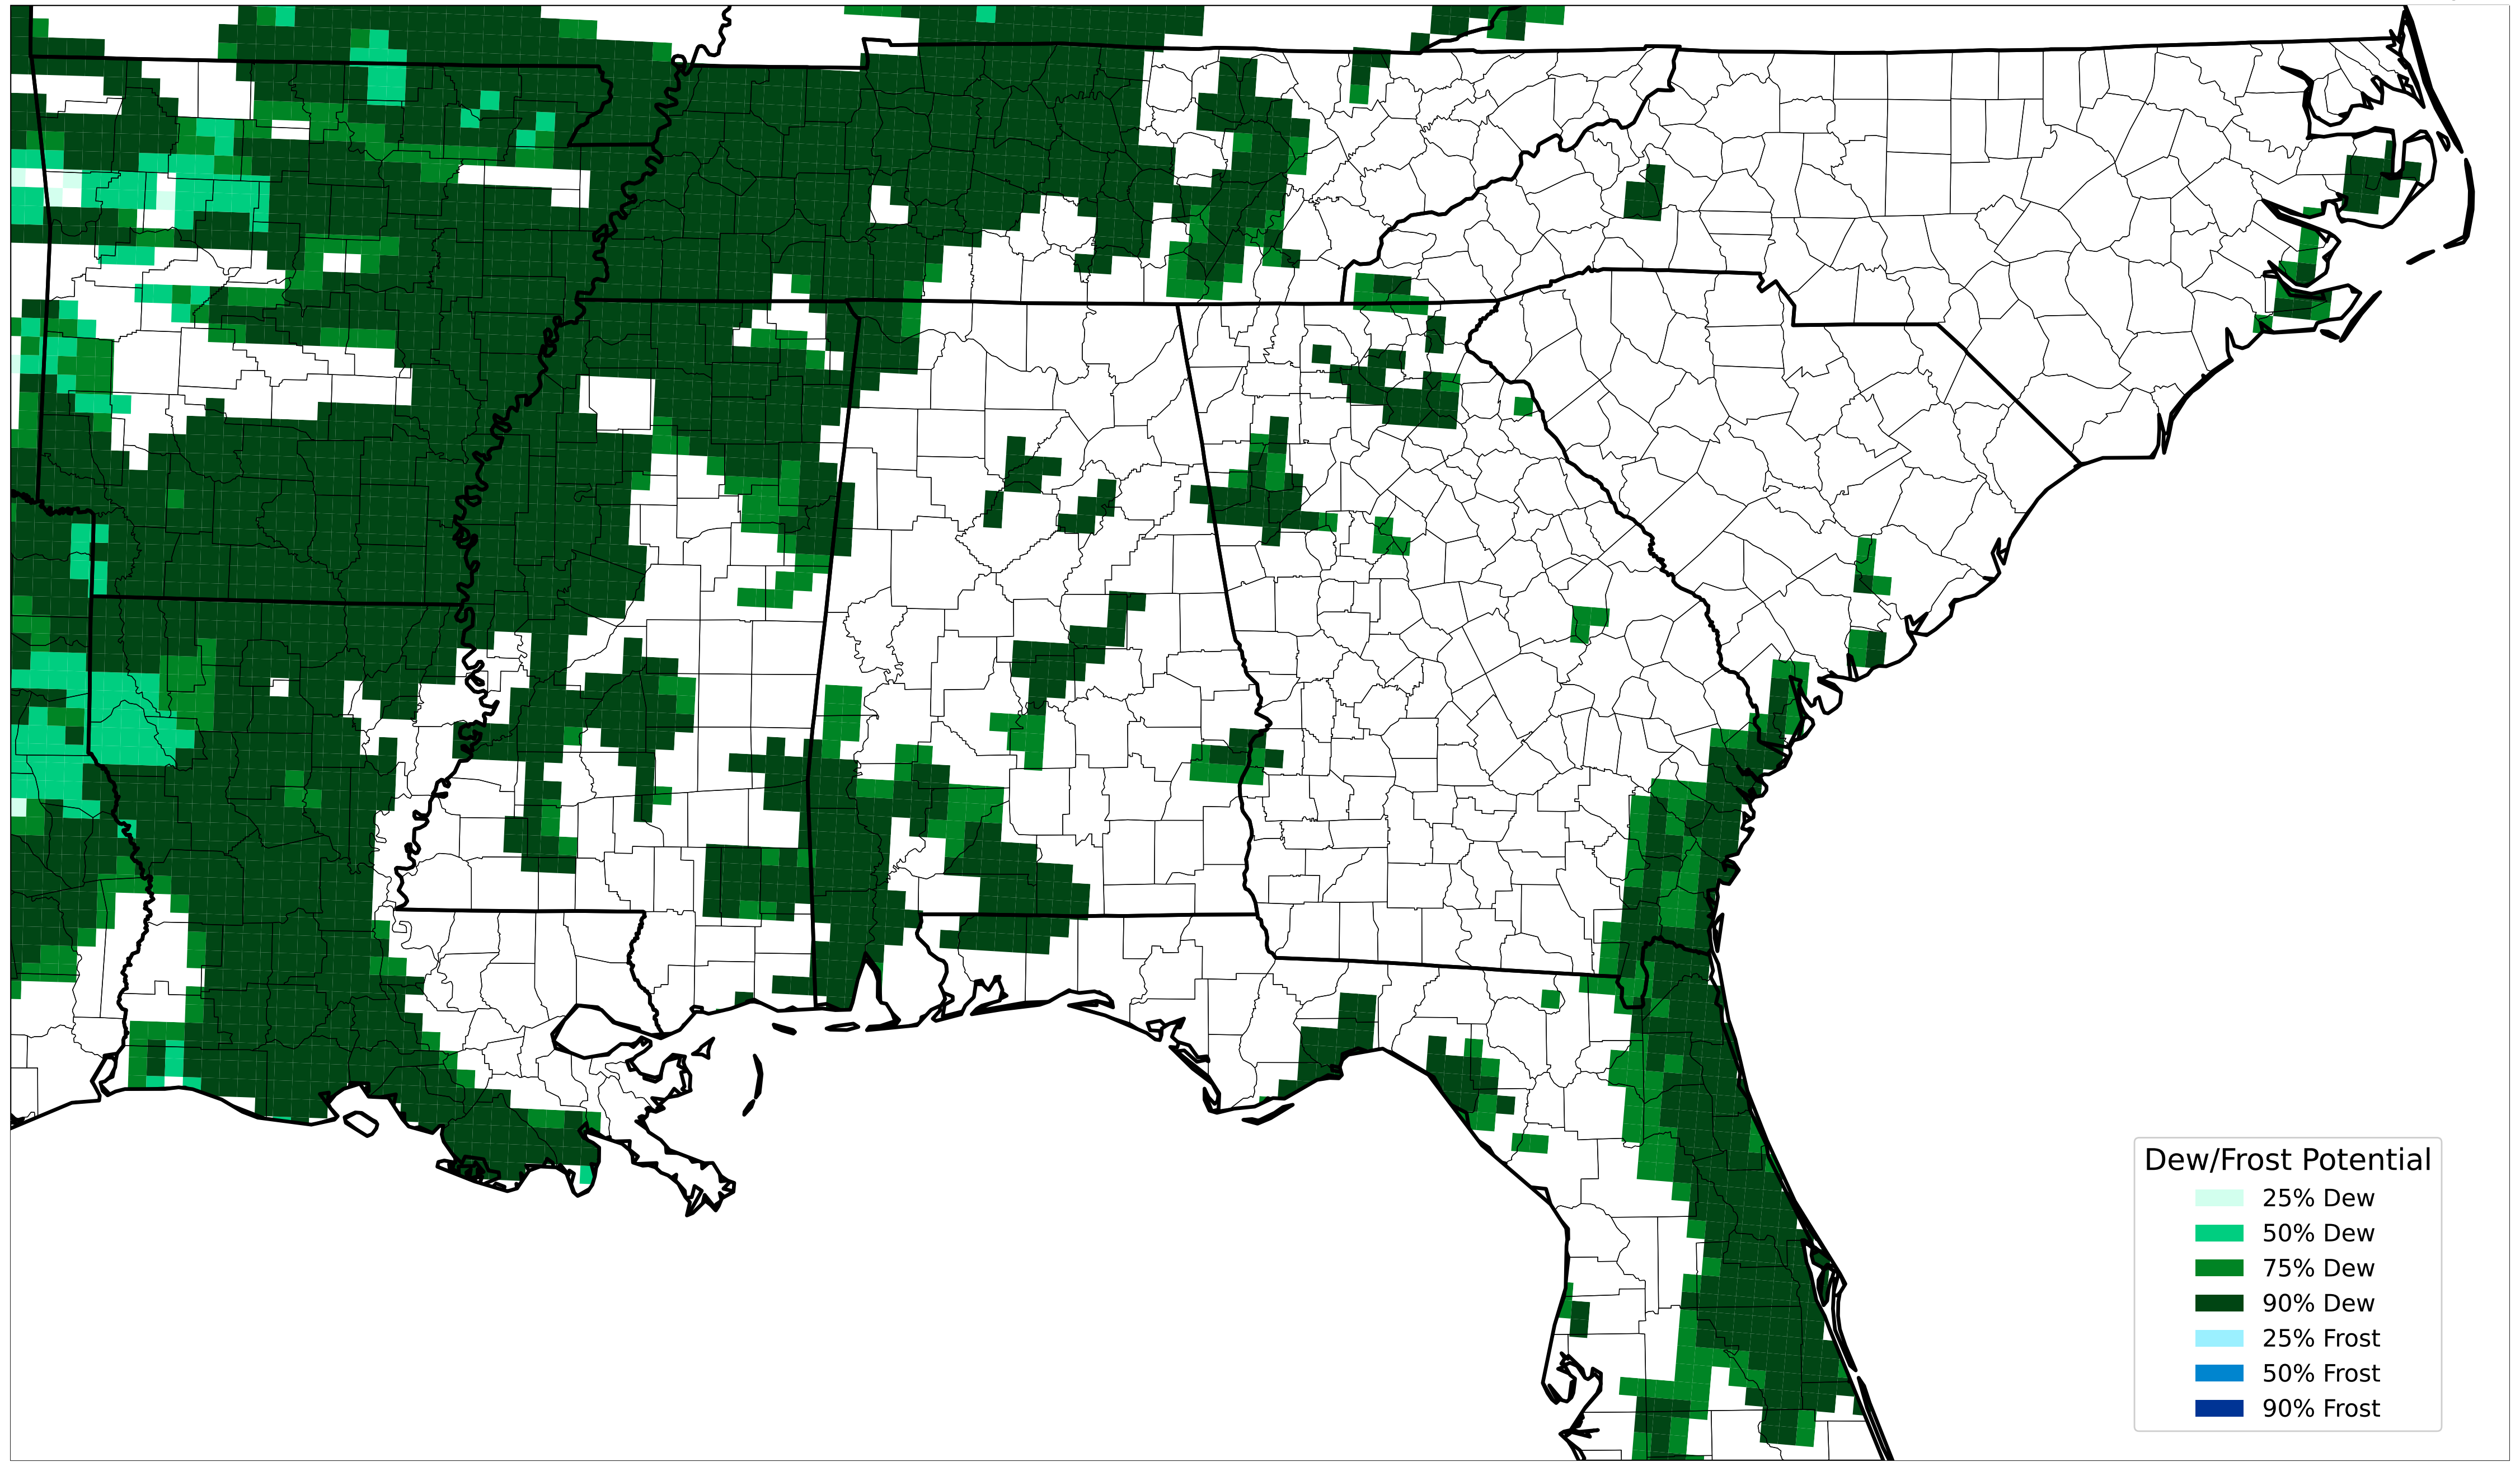 Dew/Frost Potential
25% Dew
50% Dew
75% Dew
90% Dew
25% Frost
50% Frost
90% Frost